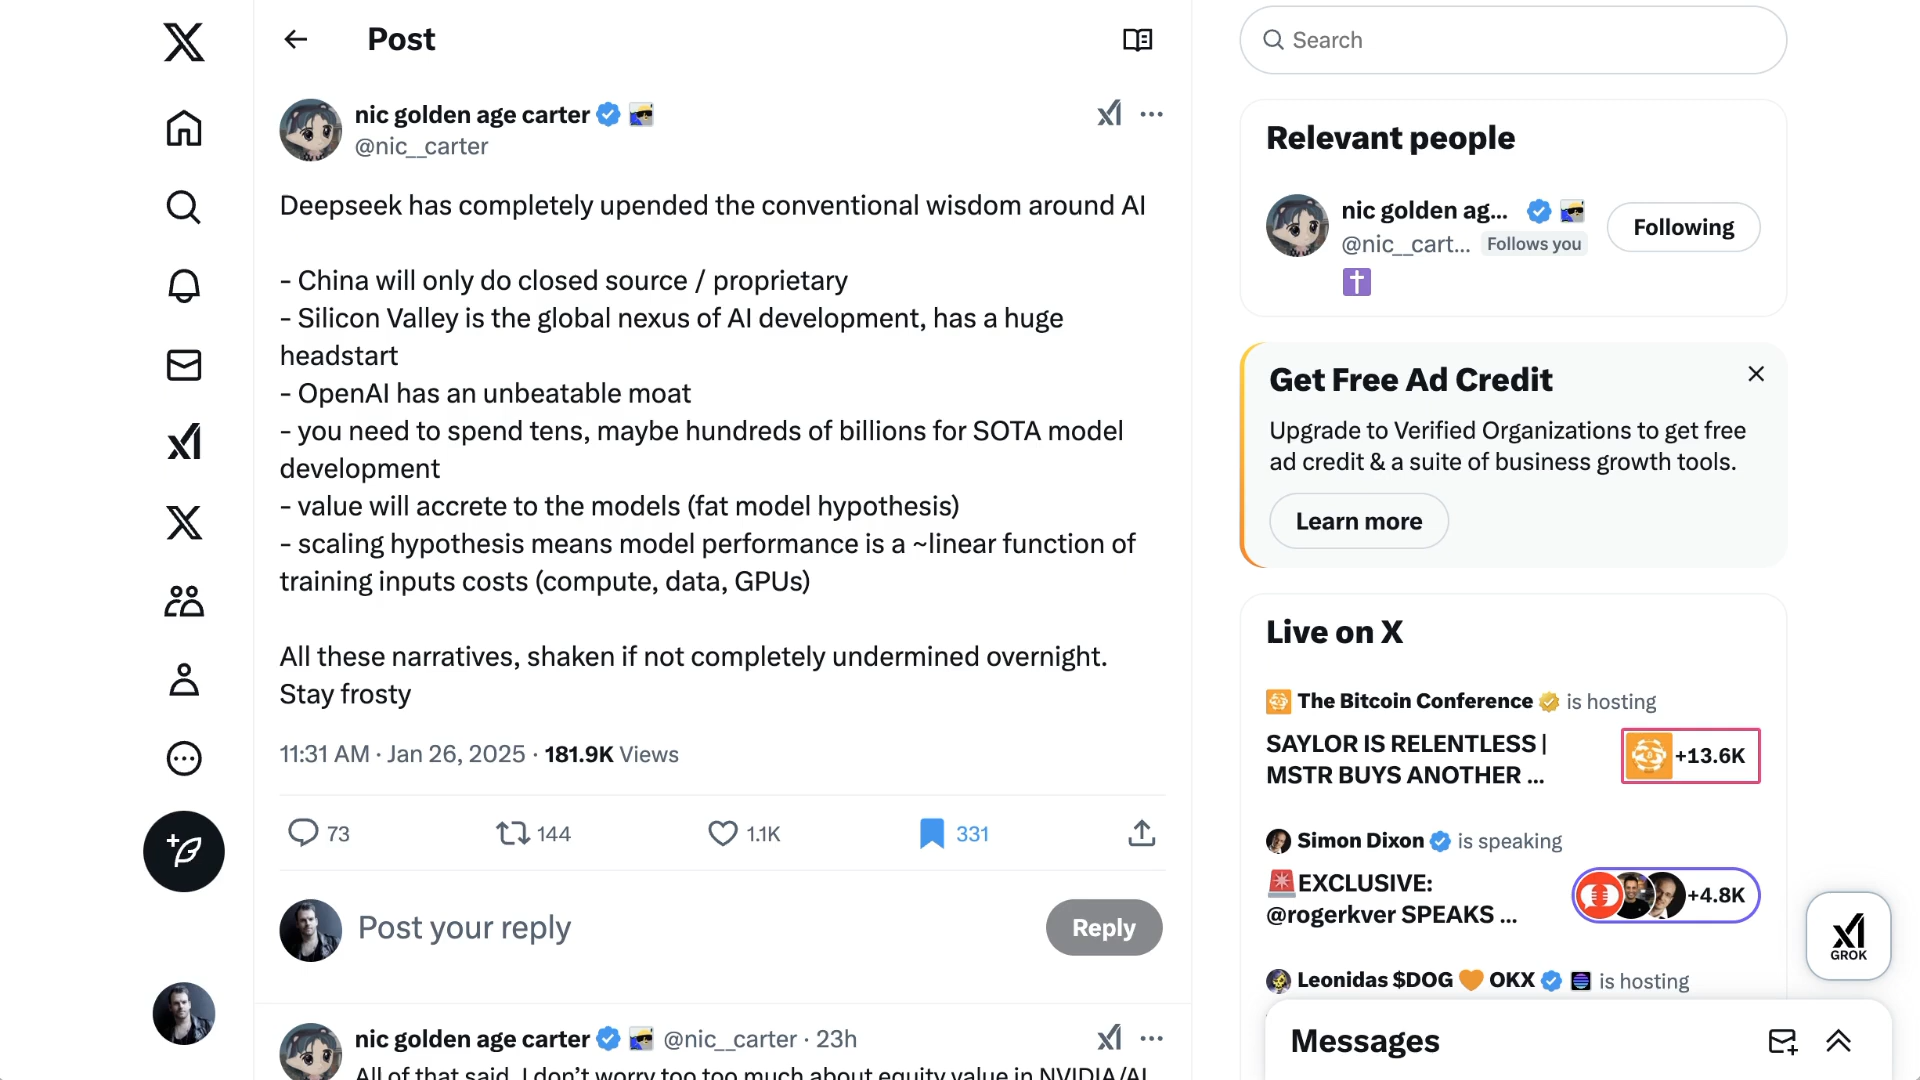 Post
nic golden age carter
@nic__carter
Deepseek has completely upended the conventional wisdom around AI
- China will only do closed source / proprietary
- Silicon Valley is the global nexus of AI development, has a huge
headstart
- OpenAI has an unbeatable moat
- you need to spend tens, maybe hundreds of billions for SOTA model
development
- value will accrete to the models (fat model hypothesis)
- scaling hypothesis means model performance is a ~linear function of
training inputs costs (compute, data, GPUs)
All these narratives, shaken if not completely undermined overnight.
Stay frosty
11:31 AM · Jan 26, 2025 · 181.9K Views
73 144 1.1K 331
Post your reply
Reply
nic golden age carter @nic__carter · 23h
All of that said, I don't worry too too much about equity value in NVIDIA/AI
Search
Relevant people
nic golden ag...
@nic__cart... Follows you
Following
Get Free Ad Credit
Upgrade to Verified Organizations to get free
ad credit & a suite of business growth tools.
Learn more
Live on X
The Bitcoin Conference is hosting
SAYLOR IS RELENTLESS |
MSTR BUYS ANOTHER ...
+13.6K
Simon Dixon is speaking
🚨EXCLUSIVE:
@rogerkver SPEAKS ...
+4.8K
Leonidas $DOG 🧡 OKX is hosting
GROK
Messages